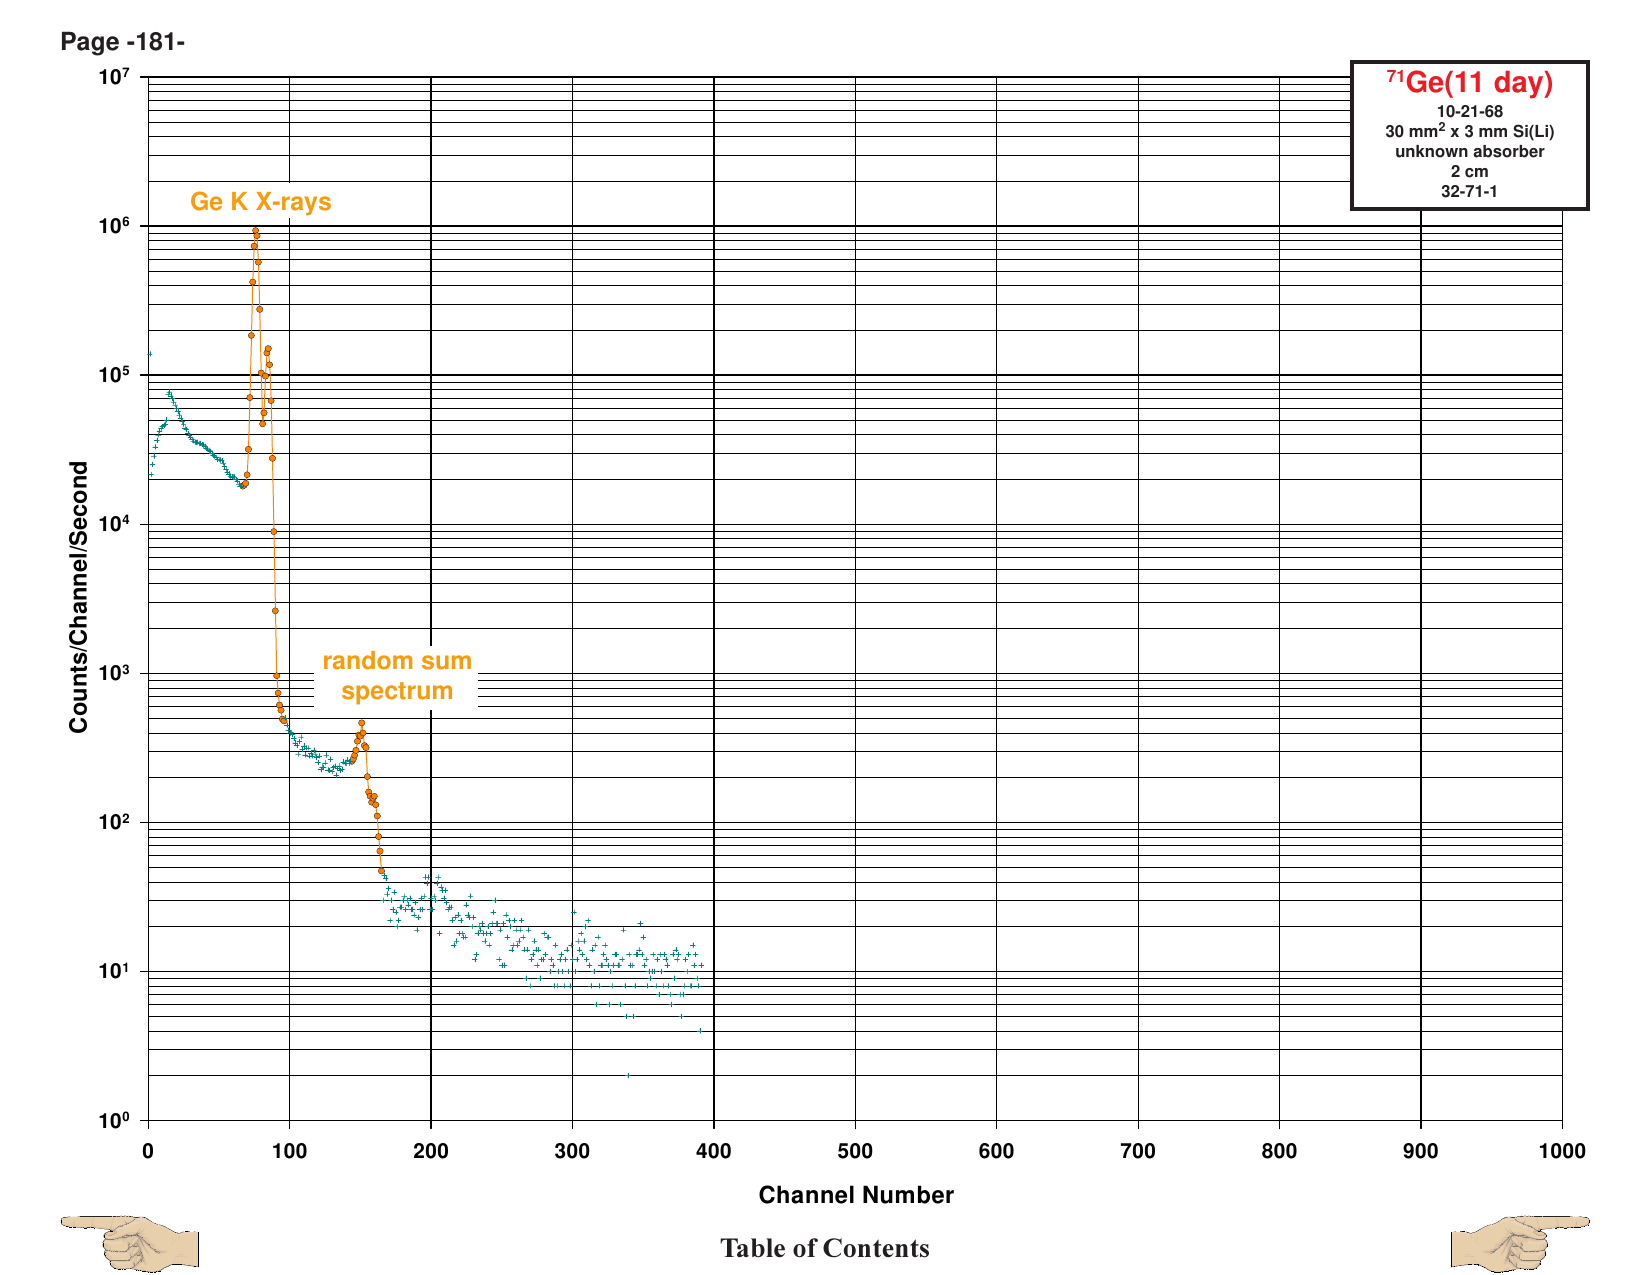 Page -181-
⁷¹Ge(11 day)
10-21-68
30 mm² x 3 mm Si(Li)
unknown absorber
2 cm
32-71-1
Ge K X-rays
random sum
spectrum
Counts/Channel/Second
10⁷
10⁶
10⁵
10⁴
10³
10²
10¹
10⁰
0 100 200 300 400 500 600 700 800 900 1000
Channel Number
Table of Contents